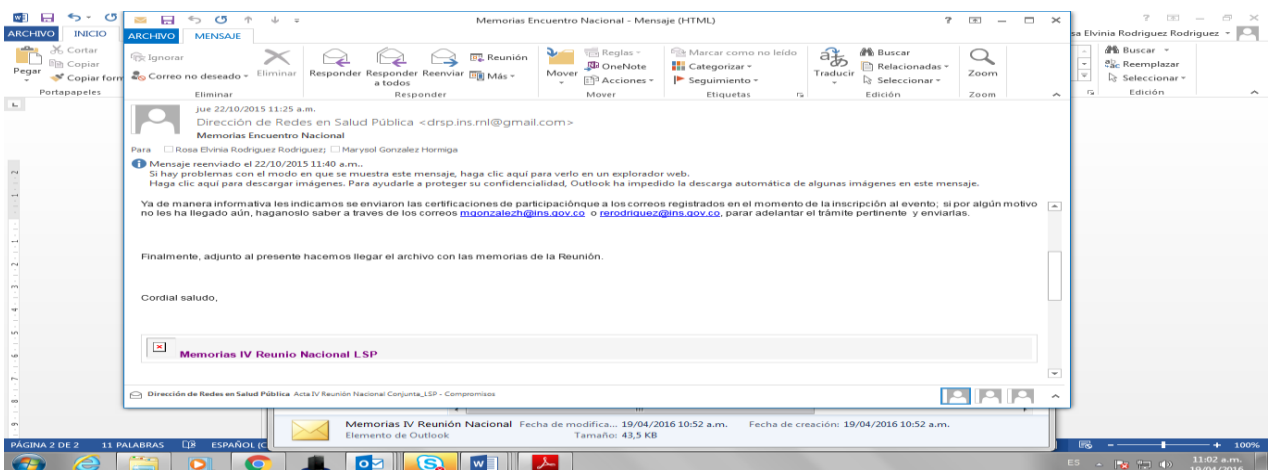 Memorias Encuentro Nacional - Mensaje (HTML)
ARCHIVO INICIO
ARCHIVO MENSAJE
sa Elvinia Rodriguez Rodriguez
Cortar
Copiar
Copiar form
Pegar
Portapapeles
Ignorar
Correo no deseado
Eliminar
Eliminar
Responder
Responder a todos
Reenviar
Reunión
Más
Responder
Mover
Reglas
OneNote
Acciones
Mover
Marcar como no leído
Categorizar
Seguimiento
Etiquetas
Traducir
Buscar
Relacionadas
Seleccionar
Edición
Zoom
Zoom
Buscar
Reemplazar
Seleccionar
Edición
jue 22/10/2015 11:25 a.m.
Dirección de Redes en Salud Pública <drsp.ins.rnl@gmail.com>
Memorias Encuentro Nacional
Para Rosa Elvinia Rodriguez Rodriguez; Marysol Gonzalez Hormiga
Mensaje reenviado el 22/10/2015 11:40 a.m..
Si hay problemas con el modo en que se muestra este mensaje, haga clic aquí para verlo en un explorador web.
Haga clic aquí para descargar imágenes. Para ayudarle a proteger su confidencialidad, Outlook ha impedido la descarga automática de algunas imágenes en este mensaje.
Ya de manera informativa les indicamos se enviaron las certificaciones de participaciónque a los correos registrados en el momento de la inscripción al evento; si por algún motivo
no les ha llegado aún, haganoslo saber a traves de los correos mgonzalezh@ins.gov.co o rerodriguez@ins.gov.co, parar adelantar el trámite pertinente y enviarlas.
Finalmente, adjunto al presente hacemos llegar el archivo con las memorias de la Reunión.
Cordial saludo,
Memorias IV Reunio Nacional LSP
Dirección de Redes en Salud Pública Acta IV Reunión Nacional Conjunta_LSP - Compromisos
Memorias IV Reunión Nacional Fecha de modifica... 19/04/2016 10:52 a.m. Fecha de creación: 19/04/2016 10:52 a.m.
Elemento de Outlook Tamaño: 43,5 KB
PÁGINA 2 DE 2 11 PALABRAS ESPAÑOL (C
100%
ES 11:02 a.m.
19/04/2016